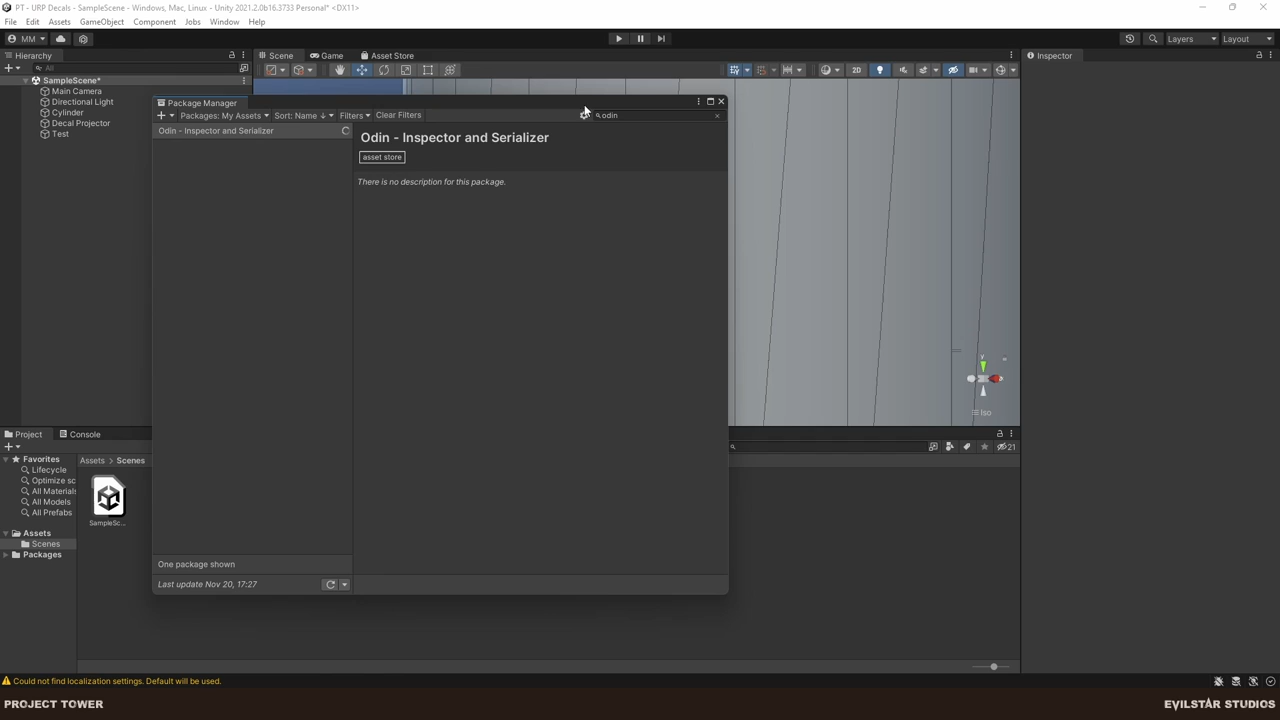 PT - URP Decals - SampleScene - Windows, Mac, Linux - Unity 2021.2.0b16.3733 Personal* <DX11>
File Edit Assets GameObject Component Jobs Window Help
MM Layers Layout
Hierarchy Scene Game Asset Store Inspector
All
2D
SampleScene*
Main Camera
Directional Light
Cylinder
Decal Projector
Test
Package Manager
Packages: My Assets Sort: Name ↓ Filters Clear Filters odin
Odin - Inspector and Serializer
Odin - Inspector and Serializer
asset store
There is no description for this package.
One package shown
Last update Nov 20, 17:27
y
Iso
Project Console
21
Favorites
Lifecycle
Optimize sc
All Materials
All Models
All Prefabs
Assets
Scenes
Packages
Assets > Scenes
SampleSc...
Could not find localization settings. Default will be used.
PROJECT TOWER
EVILSTAR STUDIOS